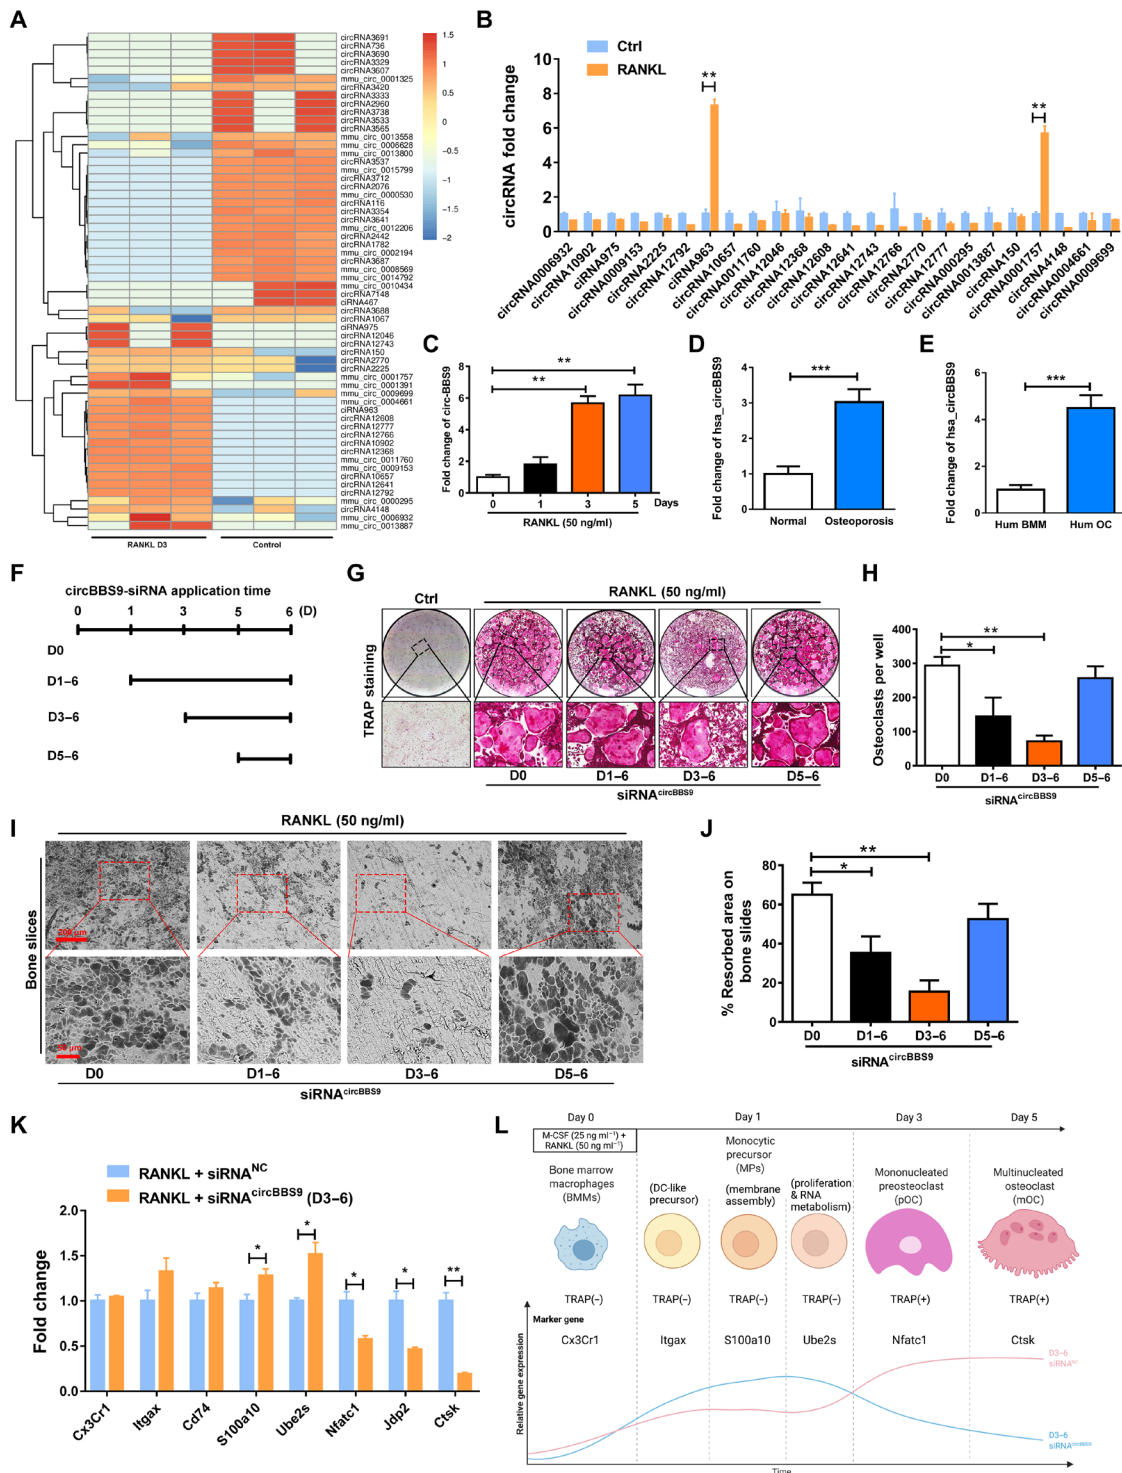 A
circRNA3691
circRNA736
circRNA3690
circRNA3329
circRNA3607
mmu_circ_0001325
circRNA3420
circRNA3333
circRNA2960
circRNA3738
circRNA3533
circRNA3565
mmu_circ_0013558
mmu_circ_0006628
mmu_circ_0013800
circRNA3537
mmu_circ_0015799
circRNA3712
circRNA2076
mmu_circ_0000530
circRNA116
circRNA3354
circRNA3641
mmu_circ_0012206
circRNA2442
circRNA1782
mmu_circ_0002194
circRNA3687
mmu_circ_0008569
mmu_circ_0014792
mmu_circ_0010434
circRNA7148
ciRNA467
circRNA3688
circRNA1067
ciRNA975
circRNA12046
circRNA12743
circRNA150
circRNA2770
circRNA2225
mmu_circ_0001757
mmu_circ_0001391
mmu_circ_0009699
mmu_circ_0004661
ciRNA963
circRNA12608
circRNA12777
circRNA12766
circRNA10902
circRNA12368
mmu_circ_0011760
mmu_circ_0009153
circRNA10657
circRNA12641
circRNA12792
mmu_circ_0000295
circRNA4148
mmu_circ_0006932
mmu_circ_0013887
1.5
1
0.5
0
−0.5
−1
−1.5
−2
RANKL D3
Control
B
Ctrl
RANKL
circRNA fold change
10
8
6
4
2
0
**
**
circRNA0006932
circRNA10902
ciRNA975
circRNA0009153
circRNA2225
circRNA12792
ciRNA963
circRNA10657
circRNA0011760
circRNA12046
circRNA12368
circRNA12608
circRNA12641
circRNA12743
circRNA12766
circRNA2770
circRNA12777
circRNA000295
circRNA0013887
circRNA150
circRNA0001757
circRNA4148
circRNA0004661
circRNA0009699
C
Fold change of circ-BBS9
8
6
4
2
0
**
**
0 1 3 5 Days
RANKL (50 ng/ml)
D
Fold change of hsa_circBBS9
4
3
2
1
0
***
Normal Osteoporosis
E
Fold change of hsa_circBBS9
6
4
2
0
***
Hum BMM Hum OC
F
circBBS9-siRNA application time
0 1 3 5 6 (D)
D0
D1–6
D3–6
D5–6
G
RANKL (50 ng/ml)
Ctrl
TRAP staining
D0 D1–6 D3–6 D5–6
siRNAcircBBS9
H
Osteoclasts per well
400
300
200
100
0
**
*
D0 D1–6 D3–6 D5–6
siRNAcircBBS9
I
RANKL (50 ng/ml)
Bone slices
D0 D1–6 D3–6 D5–6
siRNAcircBBS9
J
% Resorbed area on
bone slides
80
60
40
20
0
**
*
D0 D1–6 D3–6 D5–6
siRNAcircBBS9
K
RANKL + siRNANC
RANKL + siRNAcircBBS9 (D3–6)
Fold change
2.0
1.5
1.0
0.5
0.0
*
*
*
*
**
Cx3Cr1
Itgax
Cd74
S100a10
Ube2s
Nfatc1
Jdp2
Ctsk
L
Day 0 Day 1 Day 3 Day 5
M-CSF (25 ng ml−1) +
RANKL (50 ng ml−1)
Bone marrow
macrophages
(BMMs)
Monocytic
precursor
(MPs)
(DC-like
precursor)
(membrane
assembly)
(proliferation
& RNA
metabolism)
Mononucleated
preosteoclast
(pOC)
Multinucleated
osteoclast
(mOC)
TRAP(−) TRAP(−) TRAP(−) TRAP(−) TRAP(+) TRAP(+)
Marker gene
Cx3Cr1 Itgax S100a10 Ube2s Nfatc1 Ctsk
Relative gene expression
D3–6
siRNANC
D3–6
siRNAcircBBS9
Time